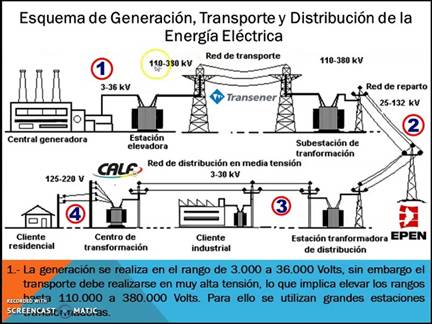 Esquema de Generación, Transporte y Distribución de la
Energía Eléctrica
1
110-380 kV
Red de transporte
110-380 kV
3-36 kV
Transener
Red de reparto
25-132 kV
2
Central generadora
Estación
elevadora
Subestación de
tranformación
CALF
Red de distribución en media tensión
3-30 kV
125-220 V
4
3
EPEN
Cliente
residencial
Centro de
transformación
Cliente
industrial
Estación tranformadora de
distribución
1.- La generación se realiza en el rango de 3.000 a 36.000 Volts, sin embargo el
transporte debe realizarse en muy alta tensión, lo que implica elevar los rangos
110.000 a 380.000 Volts. Para ello se utilizan grandes estaciones
RECORDED WITH
SCREENCAST MATIC